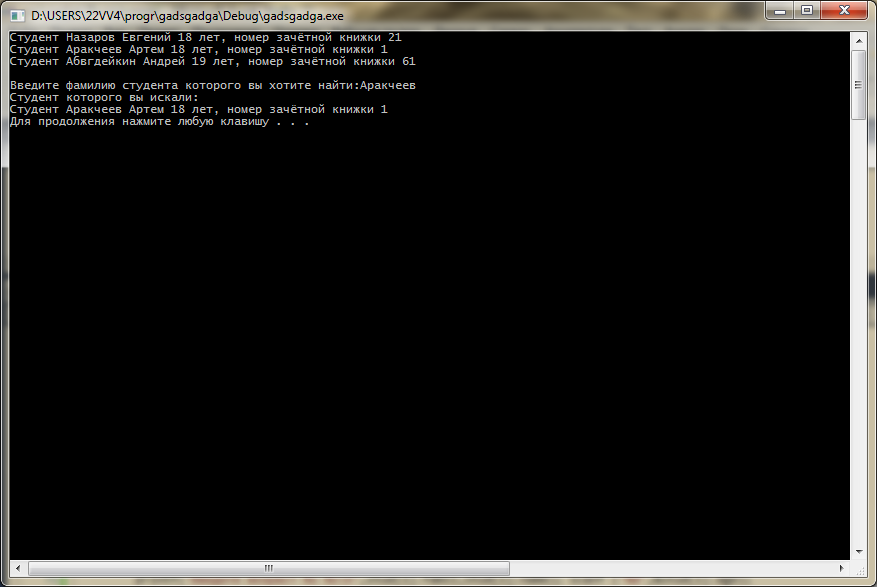 D:\USERS\22VV4\progr\gadsgadga\Debug\gadsgadga.exe
Студент Назаров Евгений 18 лет, номер зачётной книжки 21
Студент Аракчеев Артем 18 лет, номер зачётной книжки 1
Студент Абвгдейкин Андрей 19 лет, номер зачётной книжки 61
Введите фамилию студента которого вы хотите найти:Аракчеев
Студент которого вы искали:
Студент Аракчеев Артем 18 лет, номер зачётной книжки 1
Для продолжения нажмите любую клавишу . . .